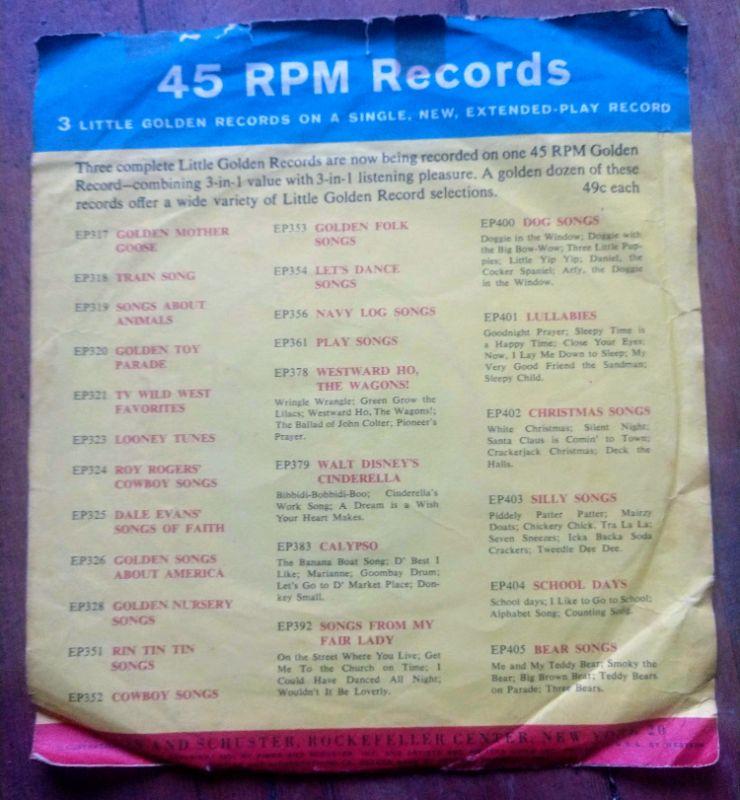 45 RPM Records
3 LITTLE GOLDEN RECORDS ON A SINGLE, NEW, EXTENDED-PLAY RECORD
Three complete Little Golden Records are now being recorded on one 45 RPM Golden
Record—combining 3-in-1 value with 3-in-1 listening pleasure. A golden dozen of these
records offer a wide variety of Little Golden Record selections. 49c each
EP317 GOLDEN MOTHER
GOOSE
EP318 TRAIN SONG
EP319 SONGS ABOUT
ANIMALS
EP320 GOLDEN TOY
PARADE
EP321 TV WILD WEST
FAVORITES
EP323 LOONEY TUNES
EP324 ROY ROGERS'
COWBOY SONGS
EP325 DALE EVANS'
SONGS OF FAITH
EP326 GOLDEN SONGS
ABOUT AMERICA
EP328 GOLDEN NURSERY
SONGS
EP351 RIN TIN TIN
SONGS
EP352 COWBOY SONGS
EP353 GOLDEN FOLK
SONGS
EP354 LET'S DANCE
SONGS
EP356 NAVY LOG SONGS
EP361 PLAY SONGS
EP378 WESTWARD HO,
THE WAGONS!
Wringle Wrangle; Green Grow the
Lilacs; Westward Ho, The Wagons!;
The Ballad of John Colter; Pioneer's
Prayer.
EP379 WALT DISNEY'S
CINDERELLA
Bibbidi-Bobbidi-Boo; Cinderella's
Work Song; A Dream is a Wish
Your Heart Makes.
EP383 CALYPSO
The Banana Boat Song; D' Best I
Like; Marianne; Goombay Drum;
Let's Go to D' Market Place; Don-
key Small.
EP392 SONGS FROM MY
FAIR LADY
On the Street Where You Live; Get
Me To the Church on Time; I
Could Have Danced All Night;
Wouldn't It Be Loverly.
EP400 DOG SONGS
Doggie in the Window; Doggie with
the Big Bow-Wow; Three Little Pup-
pies; Little Yip Yip; Daniel, the
Cocker Spaniel; Arfy, the Doggie
in the Window.
EP401 LULLABIES
Goodnight Prayer; Sleepy Time is
a Happy Time; Close Your Eyes;
Now, I Lay Me Down to Sleep; My
Very Good Friend the Sandman;
Sleepy Child.
EP402 CHRISTMAS SONGS
White Christmas; Silent Night;
Santa Claus is Comin' to Town;
Crackerjack Christmas; Deck the
Halls.
EP403 SILLY SONGS
Piddely Patter Patter; Mairzy
Doats; Chickery Chick, Tra La La;
Seven Sneezes; Icka Backa Soda
Crackers; Tweedle Dee Dee.
EP404 SCHOOL DAYS
School days; I Like to Go to School;
Alphabet Song; Counting Song.
EP405 BEAR SONGS
Me and My Teddy Bear; Smoky the
Bear; Big Brown Bear; Teddy Bears
on Parade; Three Bears.
AND SCHUSTER, ROCKEFELLER CENTER, NEW YORK 20